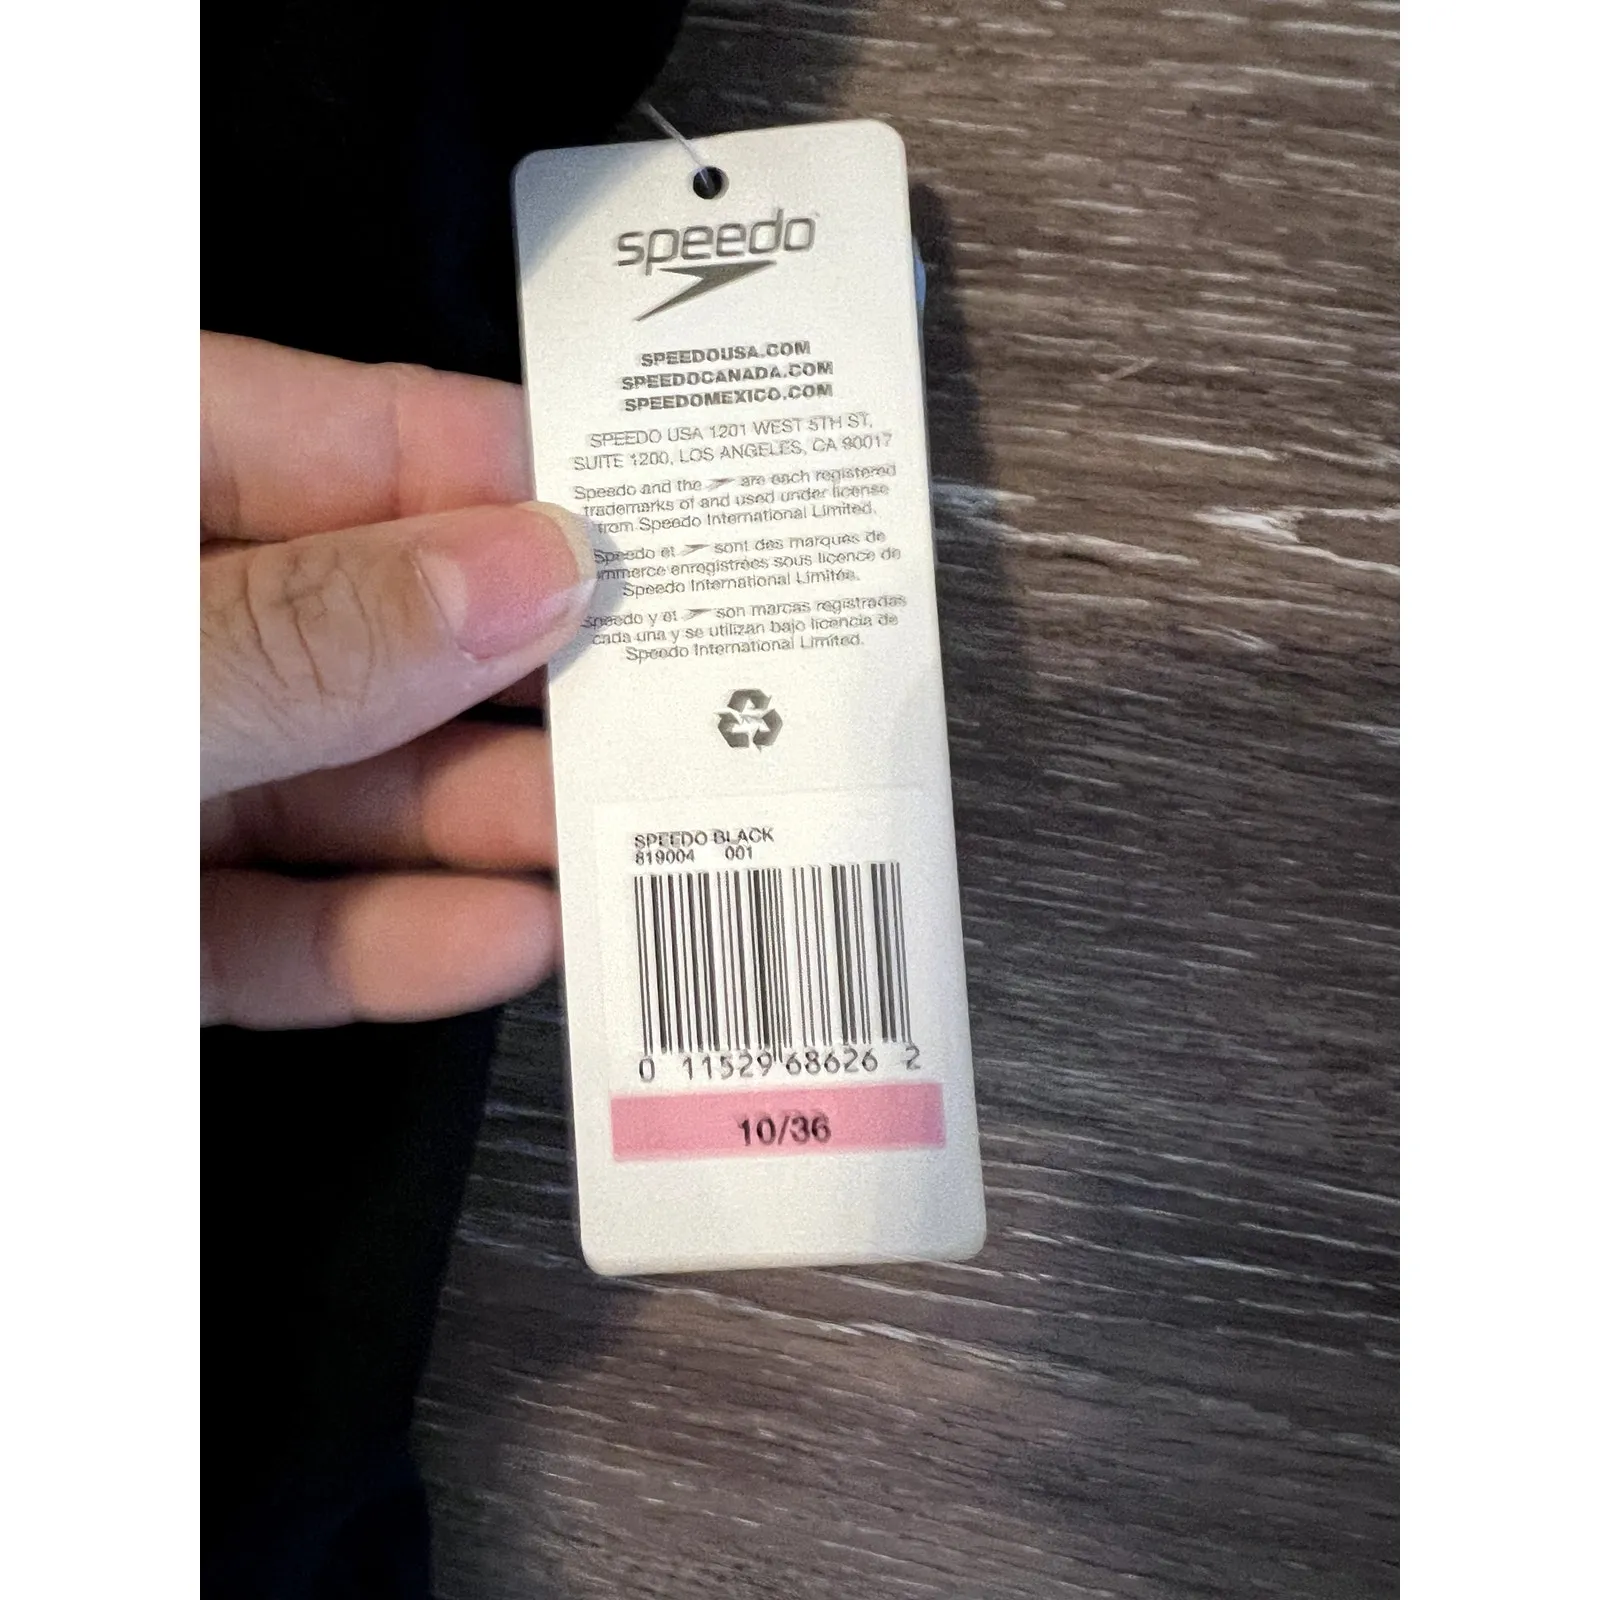 speedo
SPEEDOUSA.COM
SPEEDOCANADA.COM
SPEEDOMEXICO.COM
SPEEDO USA 1201 WEST 5TH ST,
SUITE 1200, LOS ANGELES, CA 90017
Speedo and the are each registered
trademarks of and used under license
from Speedo International Limited.
Speedo et sont des marques de
mmerce enregistrées sous licence de
Speedo International Limitée.
Speedo y et son marcas registradas
cada una y se utilizan bajo licencia de
Speedo International Limited.
SPEEDO BLACK
819004 001
0 11529 68626 2
10/36